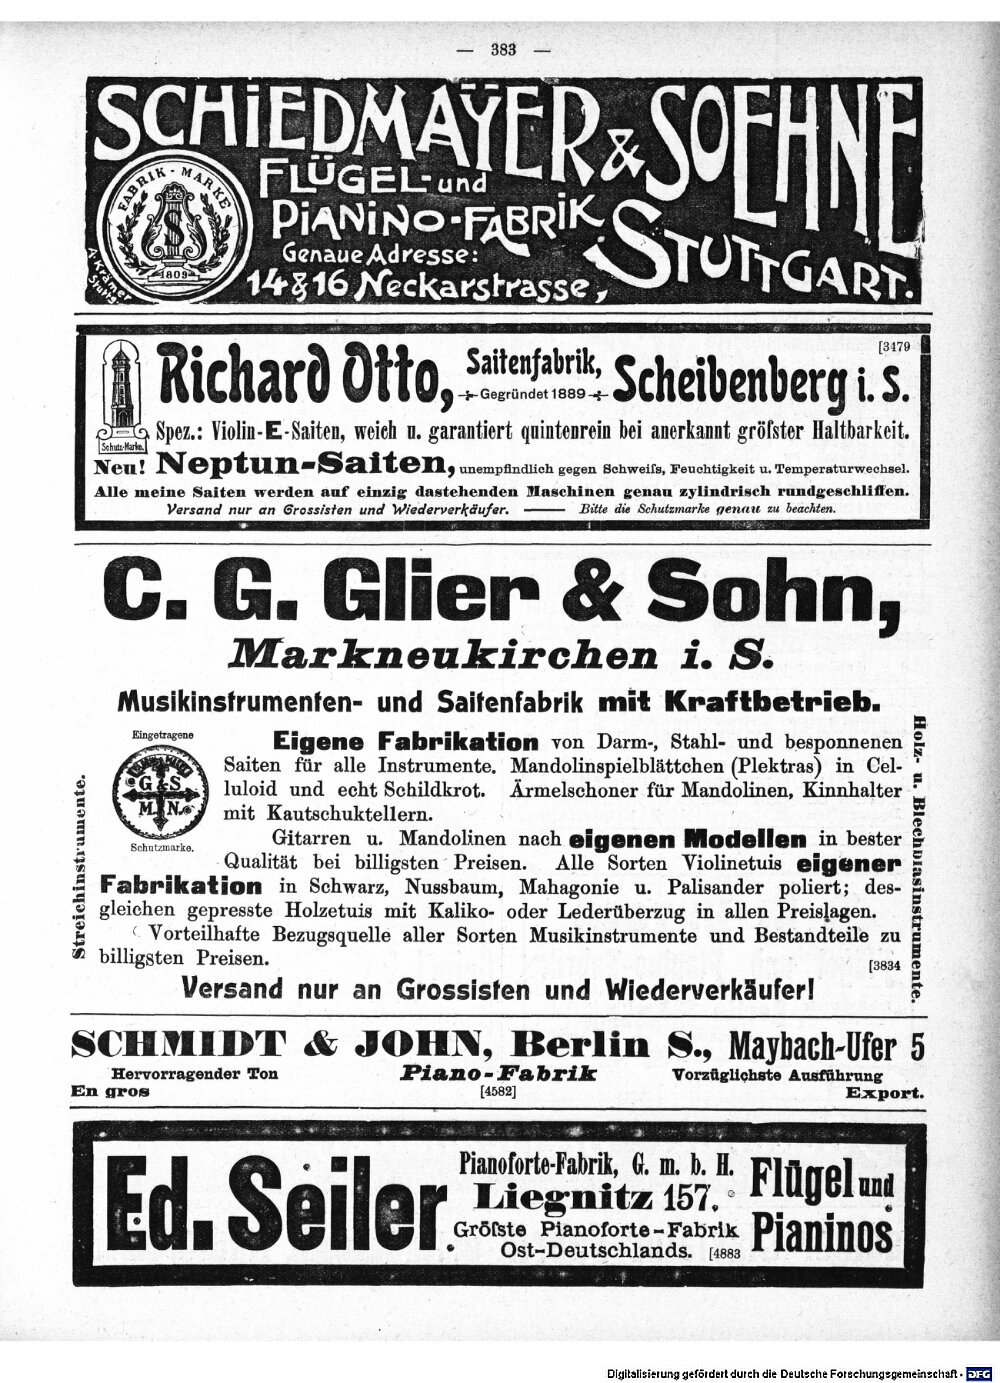 — 383 —
SCHIEDMAYER & SOEHNE
FLÜGEL- und
PIANINO-FABRIK
STUTTGART.
Genaue Adresse:
14 & 16 Neckarstrasse,
FABRIK-MARKE
S
1809
A. Krämer
Stuttg.
[3479
Richard Otto, Saitenfabrik, Scheibenberg i. S.
Gegründet 1889
Schutz-Marke.
Spez.: Violin-E-Saiten, weich u. garantiert quintenrein bei anerkannt gröfster Haltbarkeit.
Neu! Neptun-Saiten, unempfindlich gegen Schweifs, Feuchtigkeit u. Temperaturwechsel.
Alle meine Saiten werden auf einzig dastehenden Maschinen genau zylindrisch rundgeschliffen.
Versand nur an Grossisten und Wiederverkäufer. —— Bitte die Schutzmarke genau zu beachten.
C. G. Glier & Sohn,
Markneukirchen i. S.
Musikinstrumenten- und Saitenfabrik mit Kraftbetrieb.
Streichinstrumente.
Eingetragene
G & S
M. N.
Schutzmarke.
Eigene Fabrikation von Darm-, Stahl- und besponnenen
Saiten für alle Instrumente. Mandolinspielblättchen (Plektras) in Cel-
luloid und echt Schildkrot. Ärmelschoner für Mandolinen, Kinnhalter
mit Kautschuktellern.
Gitarren u. Mandolinen nach eigenen Modellen in bester
Qualität bei billigsten Preisen. Alle Sorten Violinetuis eigener
Fabrikation in Schwarz, Nussbaum, Mahagonie u. Palisander poliert; des-
gleichen gepresste Holzetuis mit Kaliko- oder Lederüberzug in allen Preislagen.
Vorteilhafte Bezugsquelle aller Sorten Musikinstrumente und Bestandteile zu
billigsten Preisen.
[3834
Holz- u. Blechblasinstrumente.
Versand nur an Grossisten und Wiederverkäufer!
SCHMIDT & JOHN, Berlin S., Maybach-Ufer 5
Hervorragender Ton Piano-Fabrik Vorzüglichste Ausführung
En gros [4582] Export.
Ed. Seiler.
Pianoforte-Fabrik, G. m. b. H.
Liegnitz 157.
Gröfste Pianoforte-Fabrik
Ost-Deutschlands. [4883
Flügel und
Pianinos
Digitalisierung gefördert durch die Deutsche Forschungsgemeinschaft - DFG